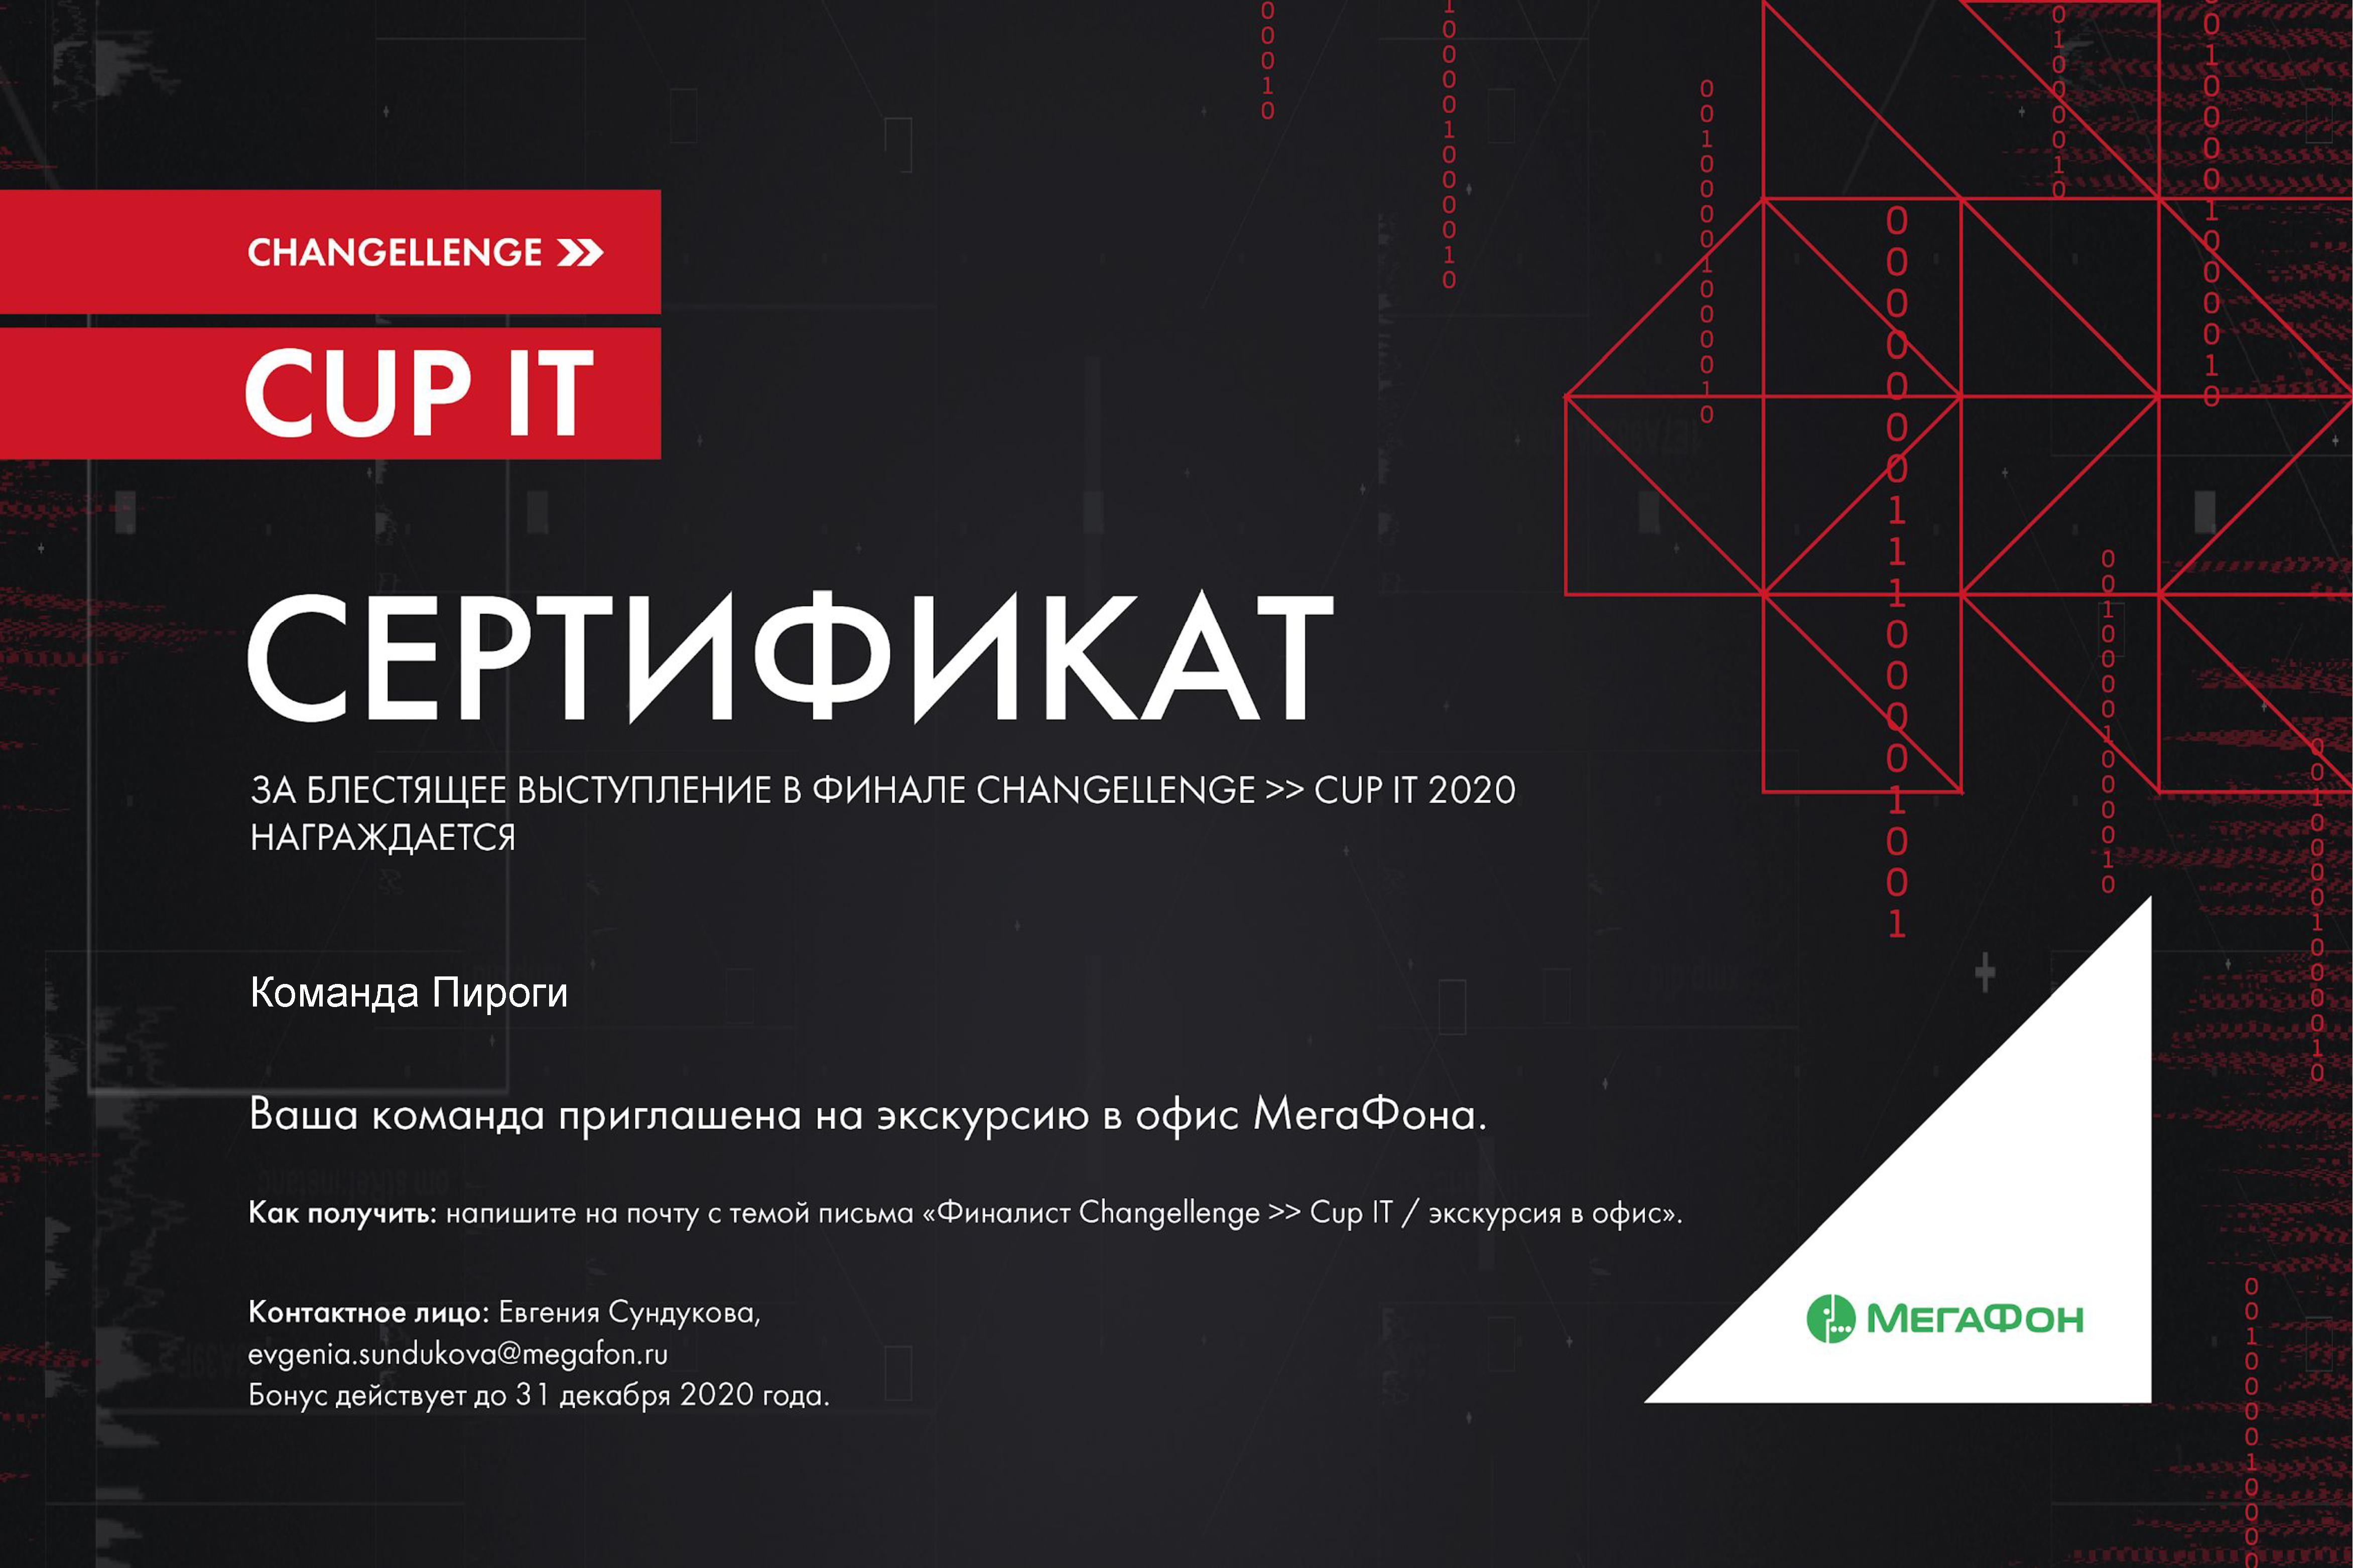 CHANGELLENGE >>
CUP IT
СЕРТИФИКАТ
ЗА БЛЕСТЯЩЕЕ ВЫСТУПЛЕНИЕ В ФИНАЛЕ CHANGELLENGE >> CUP IT 2020
НАГРАЖДАЕТСЯ
Команда Пироги
Ваша команда приглашена на экскурсию в офис МегаФона.
Как получить: напишите на почту с темой письма «Финалист Changellenge >> Cup IT / экскурсия в офис».
Контактное лицо: Евгения Сундукова,
evgenia.sundukova@megafon.ru
Бонус действует до 31 декабря 2020 года.
МЕГАФОН